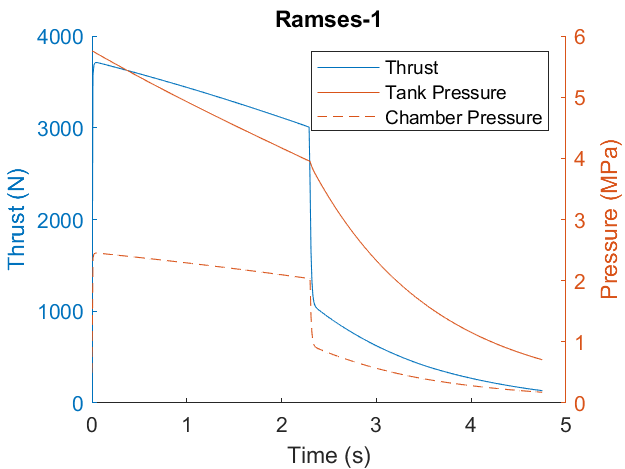 Ramses-1
4000
3000
2000
1000
0
Thrust (N)
6
5
4
3
2
1
0
Pressure (MPa)
Thrust
Tank Pressure
Chamber Pressure
0 1 2 3 4 5
Time (s)